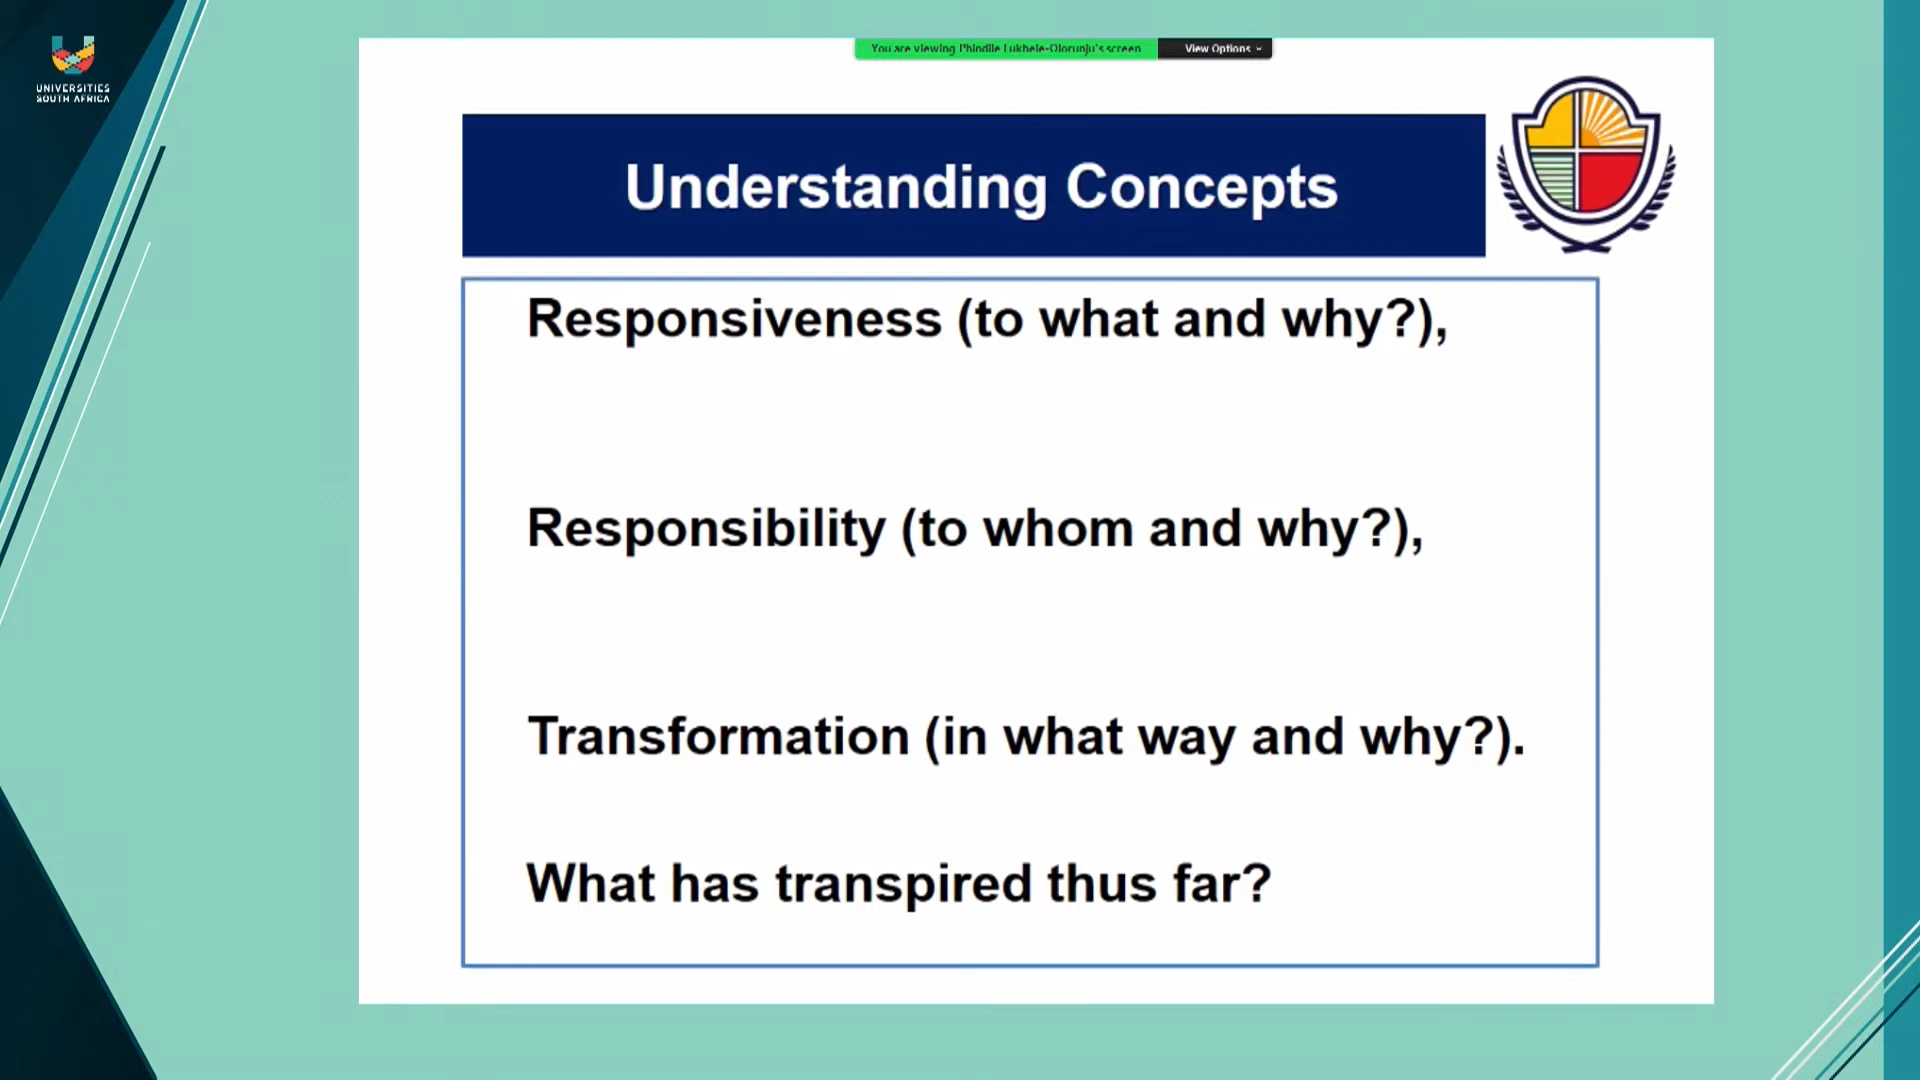 UNIVERSITIES
SOUTH AFRICA
You are viewing Phindile Lukhele-Olorunju's screen
View Options
Understanding Concepts
Responsiveness (to what and why?),
Responsibility (to whom and why?),
Transformation (in what way and why?).
What has transpired thus far?